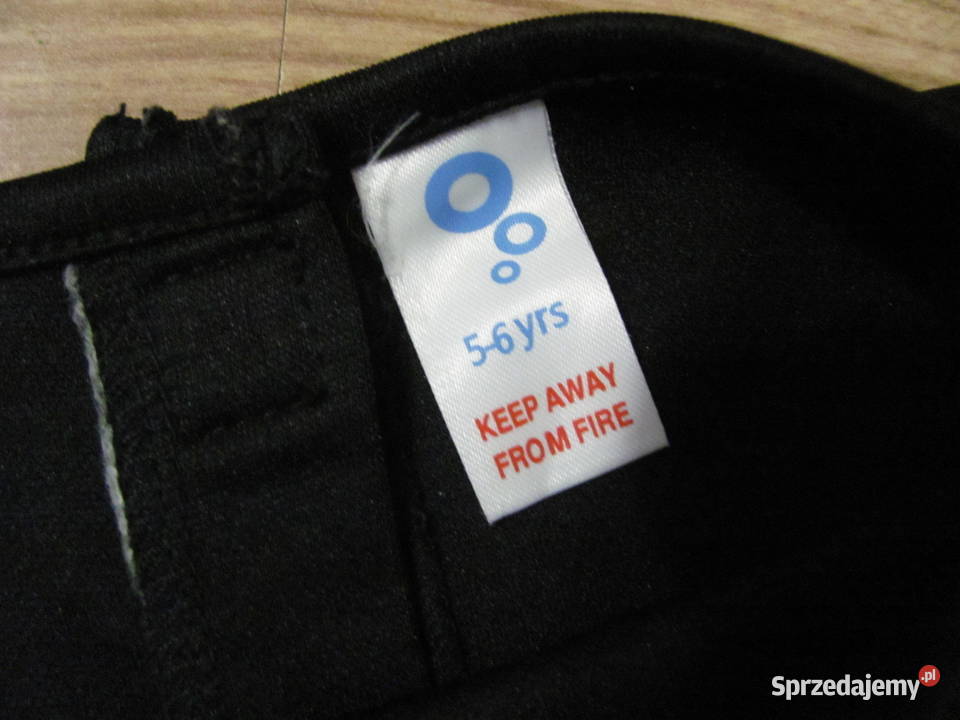 5-6 yrs
KEEP AWAY
FROM FIRE
Sprzedajemy.pl